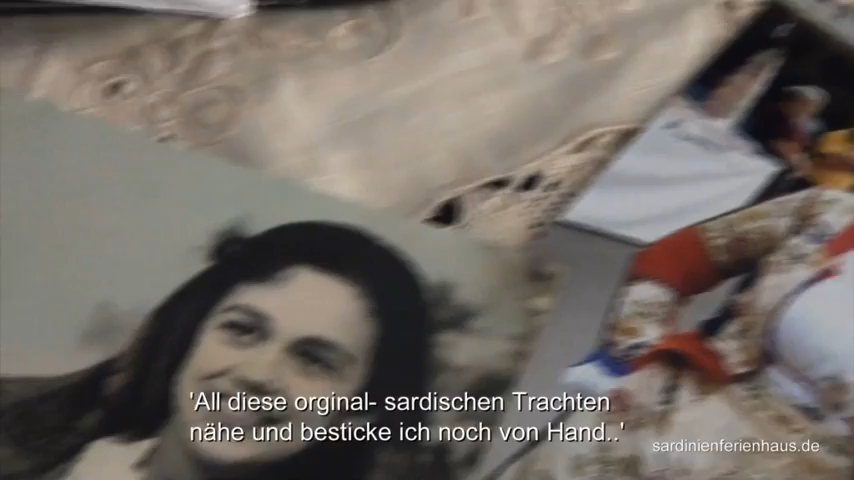 'All diese orginal- sardischen Trachten
nähe und besticke ich noch von Hand..'
sardinienferienhaus.de